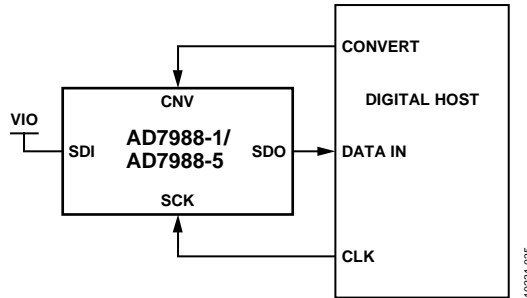 CONVERT
CNV
DIGITAL HOST
VIO
SDI
AD7988-1/
AD7988-5
SDO
DATA IN
SCK
CLK